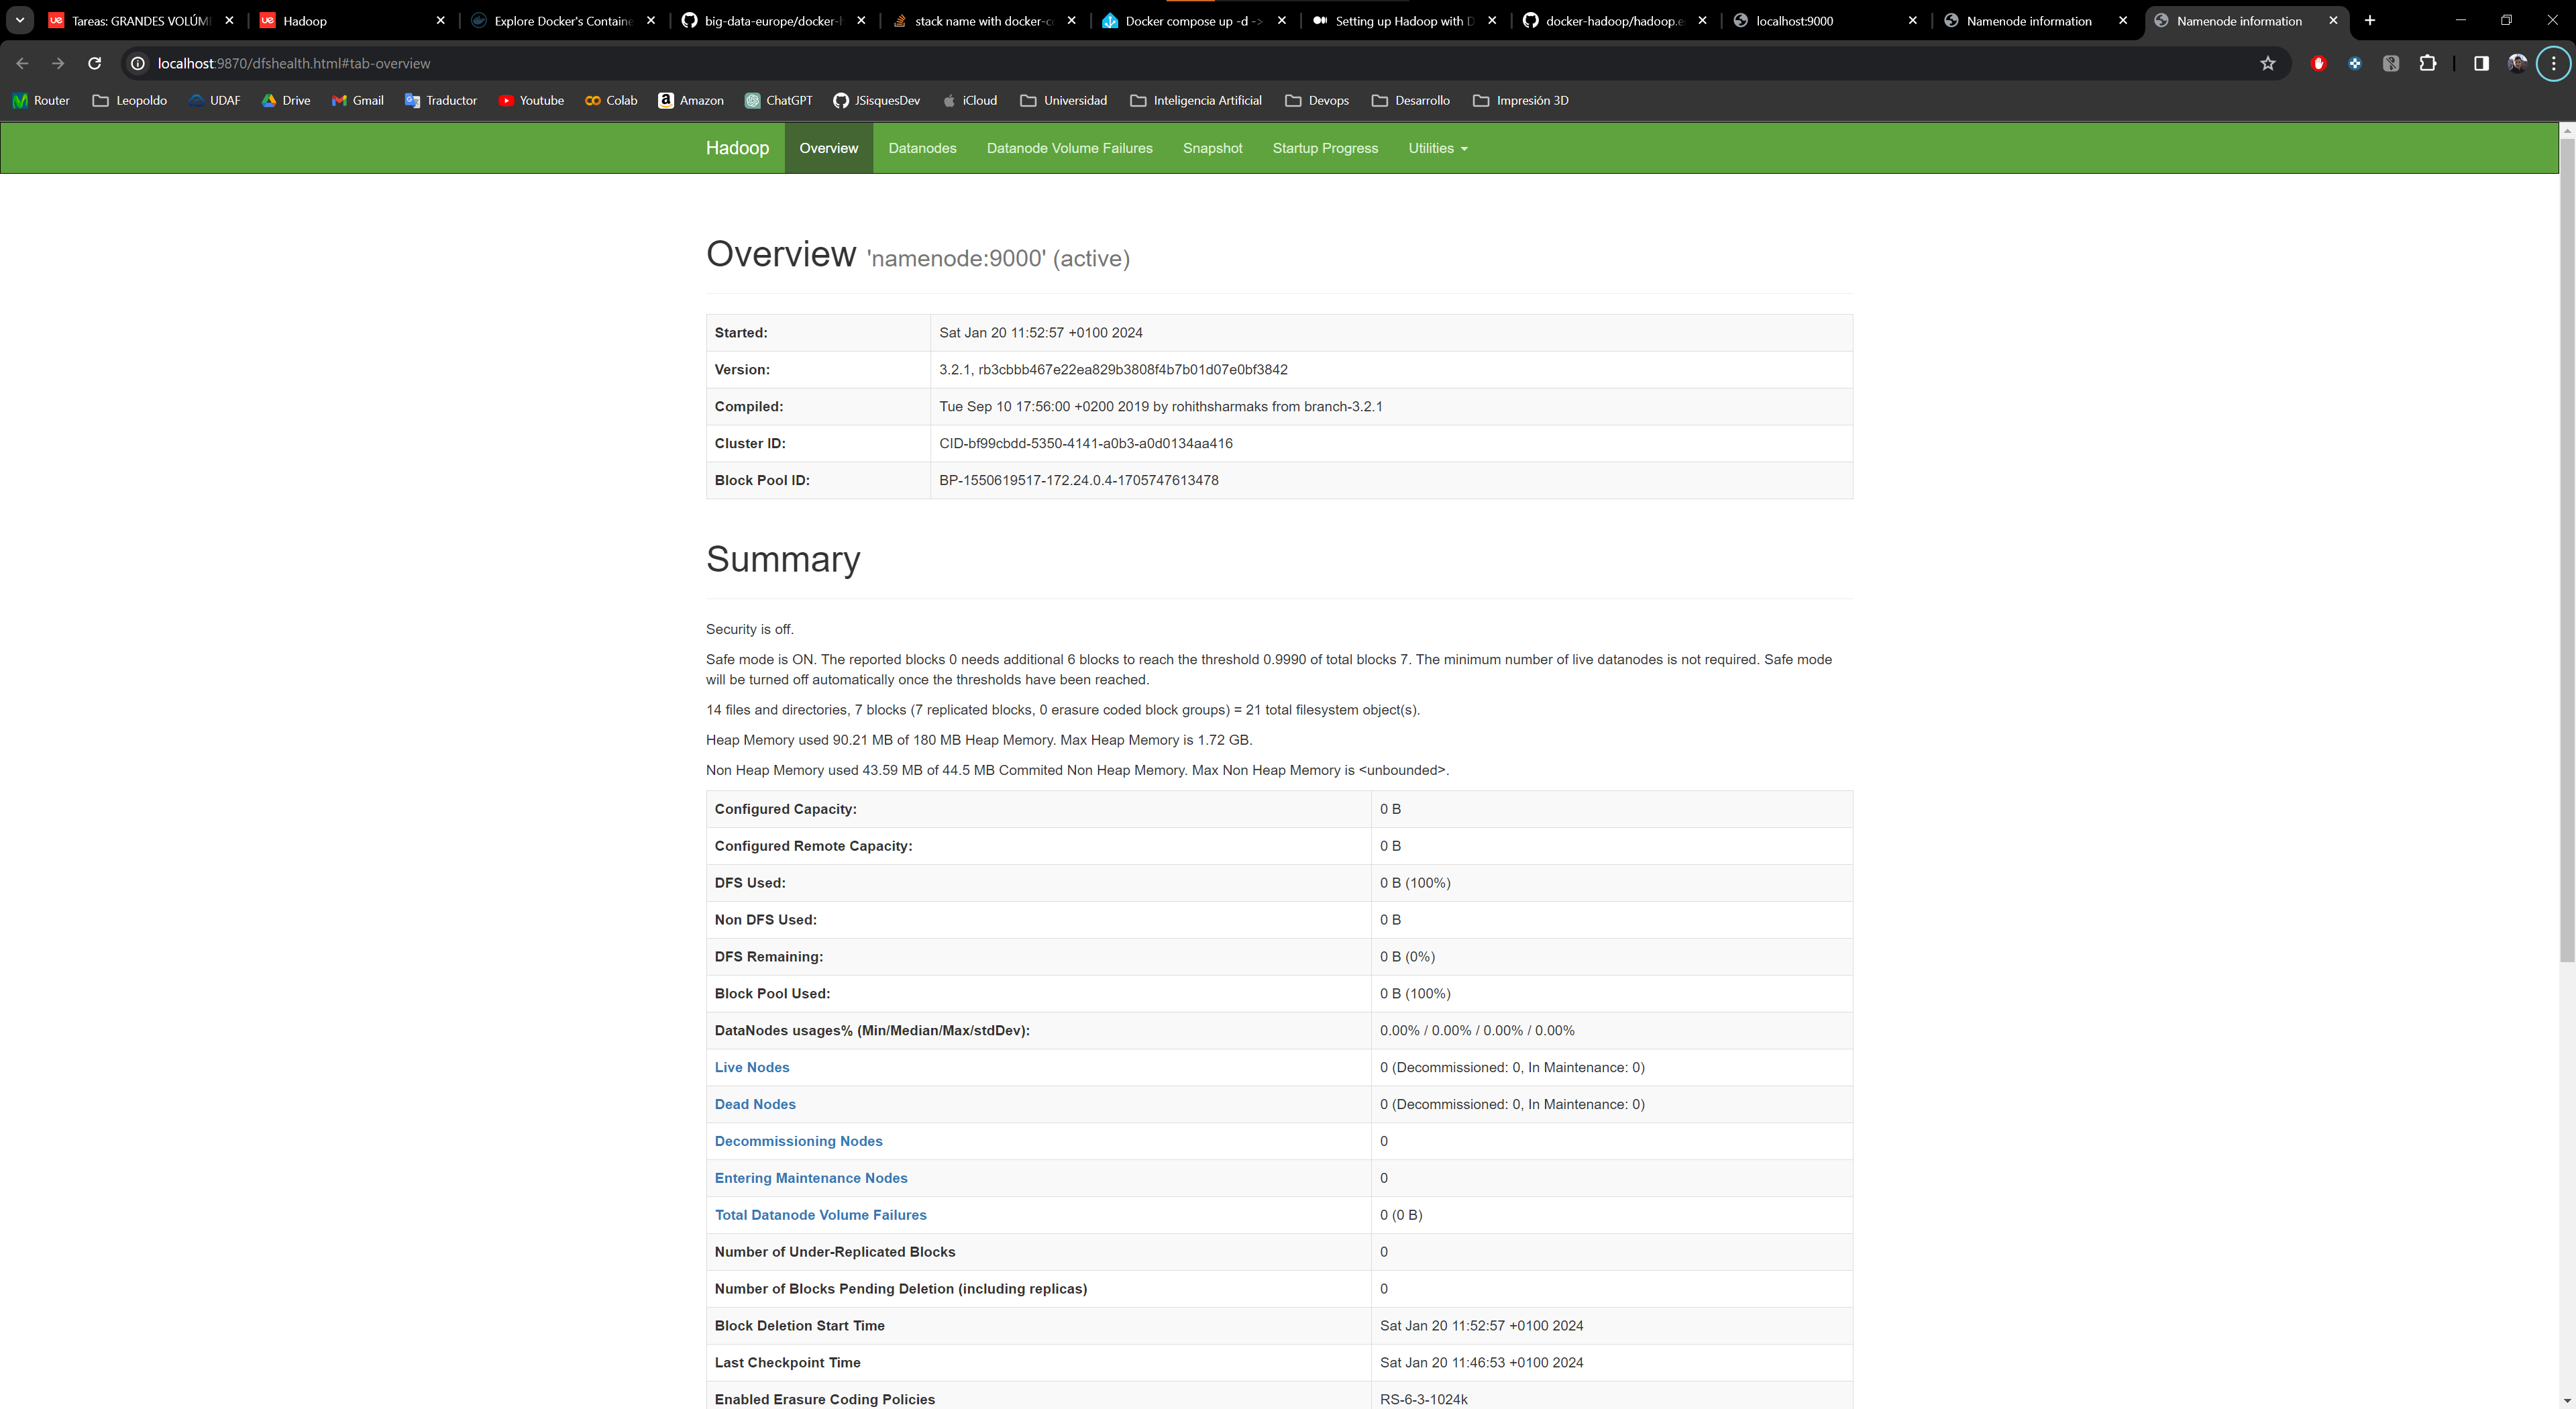 Tareas: GRANDES VOLÚM
Hadoop
Explore Docker's Containe
big-data-europe/docker-h
stack name with docker-co
Docker compose up -d ->
Setting up Hadoop with D
docker-hadoop/hadoop.e
localhost:9000
Namenode information
Namenode information
localhost:9870/dfshealth.html#tab-overview
Router
Leopoldo
UDAF
Drive
Gmail
Traductor
Youtube
Colab
Amazon
ChatGPT
JSisquesDev
iCloud
Universidad
Inteligencia Artificial
Devops
Desarrollo
Impresión 3D
Hadoop
Overview
Datanodes
Datanode Volume Failures
Snapshot
Startup Progress
Utilities
Overview 'namenode:9000' (active)
Started: Sat Jan 20 11:52:57 +0100 2024
Version: 3.2.1, rb3cbbb467e22ea829b3808f4b7b01d07e0bf3842
Compiled: Tue Sep 10 17:56:00 +0200 2019 by rohithsharmaks from branch-3.2.1
Cluster ID: CID-bf99cbdd-5350-4141-a0b3-a0d0134aa416
Block Pool ID: BP-1550619517-172.24.0.4-1705747613478
Summary
Security is off.
Safe mode is ON. The reported blocks 0 needs additional 6 blocks to reach the threshold 0.9990 of total blocks 7. The minimum number of live datanodes is not required. Safe mode
will be turned off automatically once the thresholds have been reached.
14 files and directories, 7 blocks (7 replicated blocks, 0 erasure coded block groups) = 21 total filesystem object(s).
Heap Memory used 90.21 MB of 180 MB Heap Memory. Max Heap Memory is 1.72 GB.
Non Heap Memory used 43.59 MB of 44.5 MB Commited Non Heap Memory. Max Non Heap Memory is <unbounded>.
Configured Capacity: 0 B
Configured Remote Capacity: 0 B
DFS Used: 0 B (100%)
Non DFS Used: 0 B
DFS Remaining: 0 B (0%)
Block Pool Used: 0 B (100%)
DataNodes usages% (Min/Median/Max/stdDev): 0.00% / 0.00% / 0.00% / 0.00%
Live Nodes 0 (Decommissioned: 0, In Maintenance: 0)
Dead Nodes 0 (Decommissioned: 0, In Maintenance: 0)
Decommissioning Nodes 0
Entering Maintenance Nodes 0
Total Datanode Volume Failures 0 (0 B)
Number of Under-Replicated Blocks 0
Number of Blocks Pending Deletion (including replicas) 0
Block Deletion Start Time Sat Jan 20 11:52:57 +0100 2024
Last Checkpoint Time Sat Jan 20 11:46:53 +0100 2024
Enabled Erasure Coding Policies RS-6-3-1024k